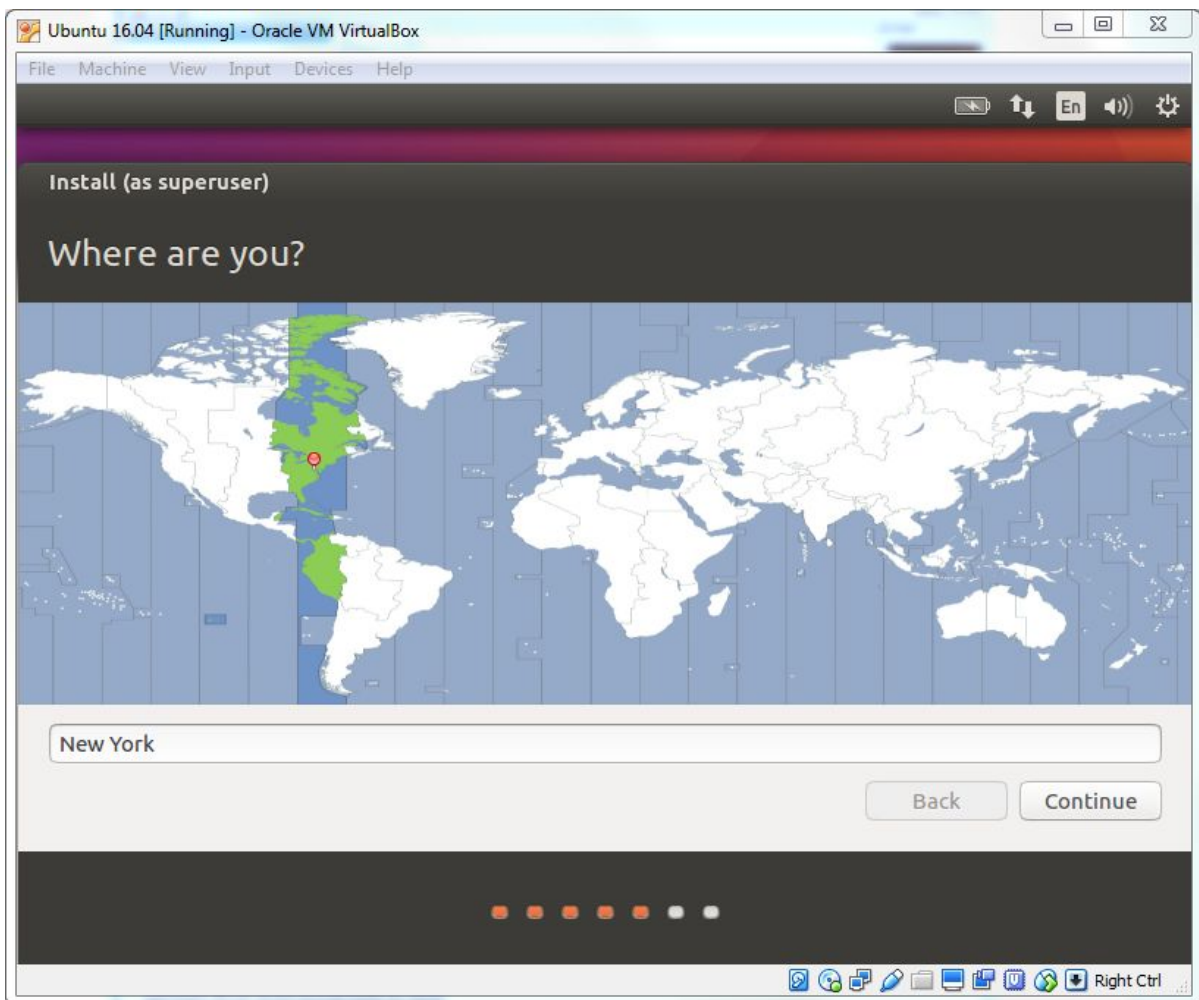 Ubuntu 16.04 [Running] - Oracle VM VirtualBox
File Machine View Input Devices Help
En
Install (as superuser)
Where are you?
New York
Back Continue
Right Ctrl